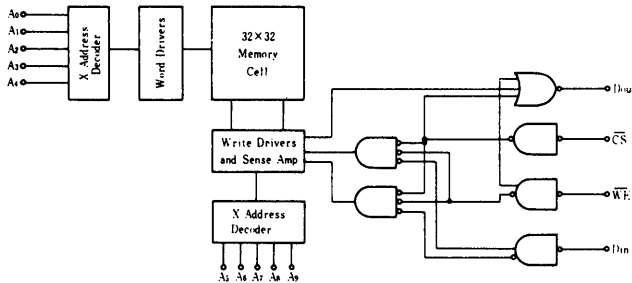 A0
A1
A2
A3
A4
X Address
Decoder
Word Drivers
32×32
Memory
Cell
Write Drivers
and Sense Amp
X Address
Decoder
A5 A6 A7 A8 A9
Dout
CS
WE
Din